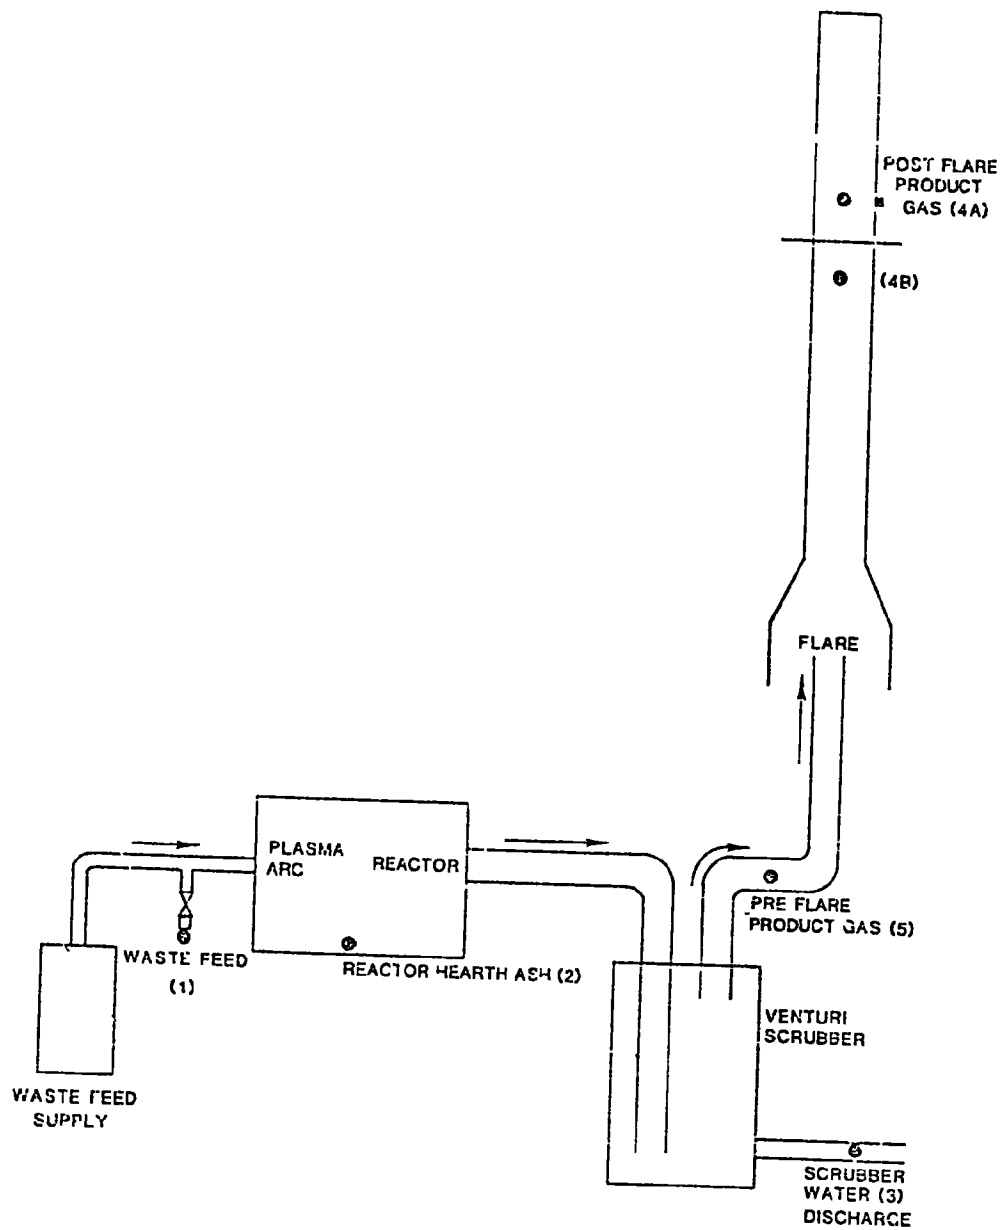 POST FLARE
PRODUCT
GAS (4A)
(4B)
FLARE
PLASMA
ARC
REACTOR
PRE FLARE
PRODUCT GAS (5)
WASTE FEED
(1)
REACTOR HEARTH ASH (2)
VENTURI
SCRUBBER
WASTE FEED
SUPPLY
SCRUBBER
WATER (3)
DISCHARGE